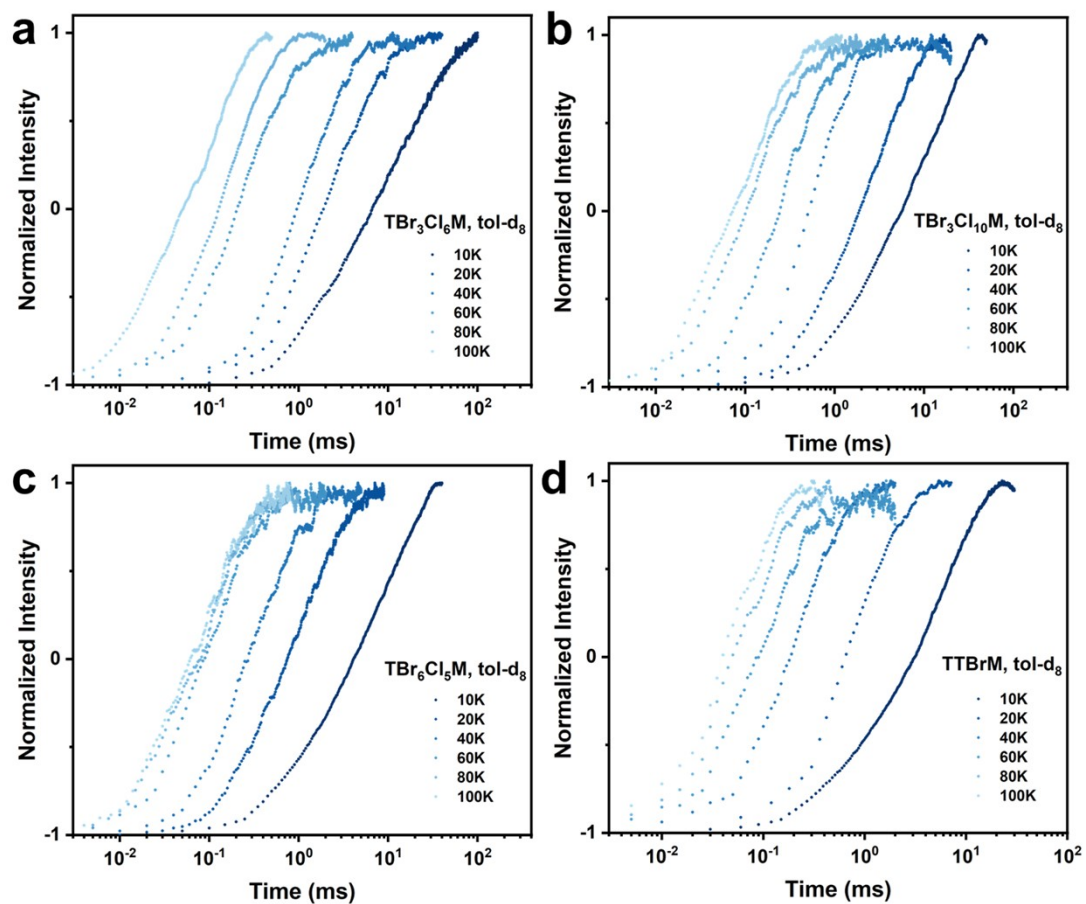 a
Normalized Intensity
1
0
-1
TBr₃Cl₆M, tol-d₈
10K
20K
40K
60K
80K
100K
10⁻² 10⁻¹ 10⁰ 10¹ 10²
Time (ms)
b
Normalized Intensity
1
0
-1
TBr₃Cl₁₀M, tol-d₈
10K
20K
40K
60K
80K
100K
10⁻² 10⁻¹ 10⁰ 10¹ 10²
Time (ms)
c
Normalized Intensity
1
0
-1
TBr₆Cl₅M, tol-d₈
10K
20K
40K
60K
80K
100K
10⁻² 10⁻¹ 10⁰ 10¹ 10²
Time (ms)
d
Normalized Intensity
1
0
-1
TTBrM, tol-d₈
10K
20K
40K
60K
80K
100K
10⁻² 10⁻¹ 10⁰ 10¹ 10²
Time (ms)